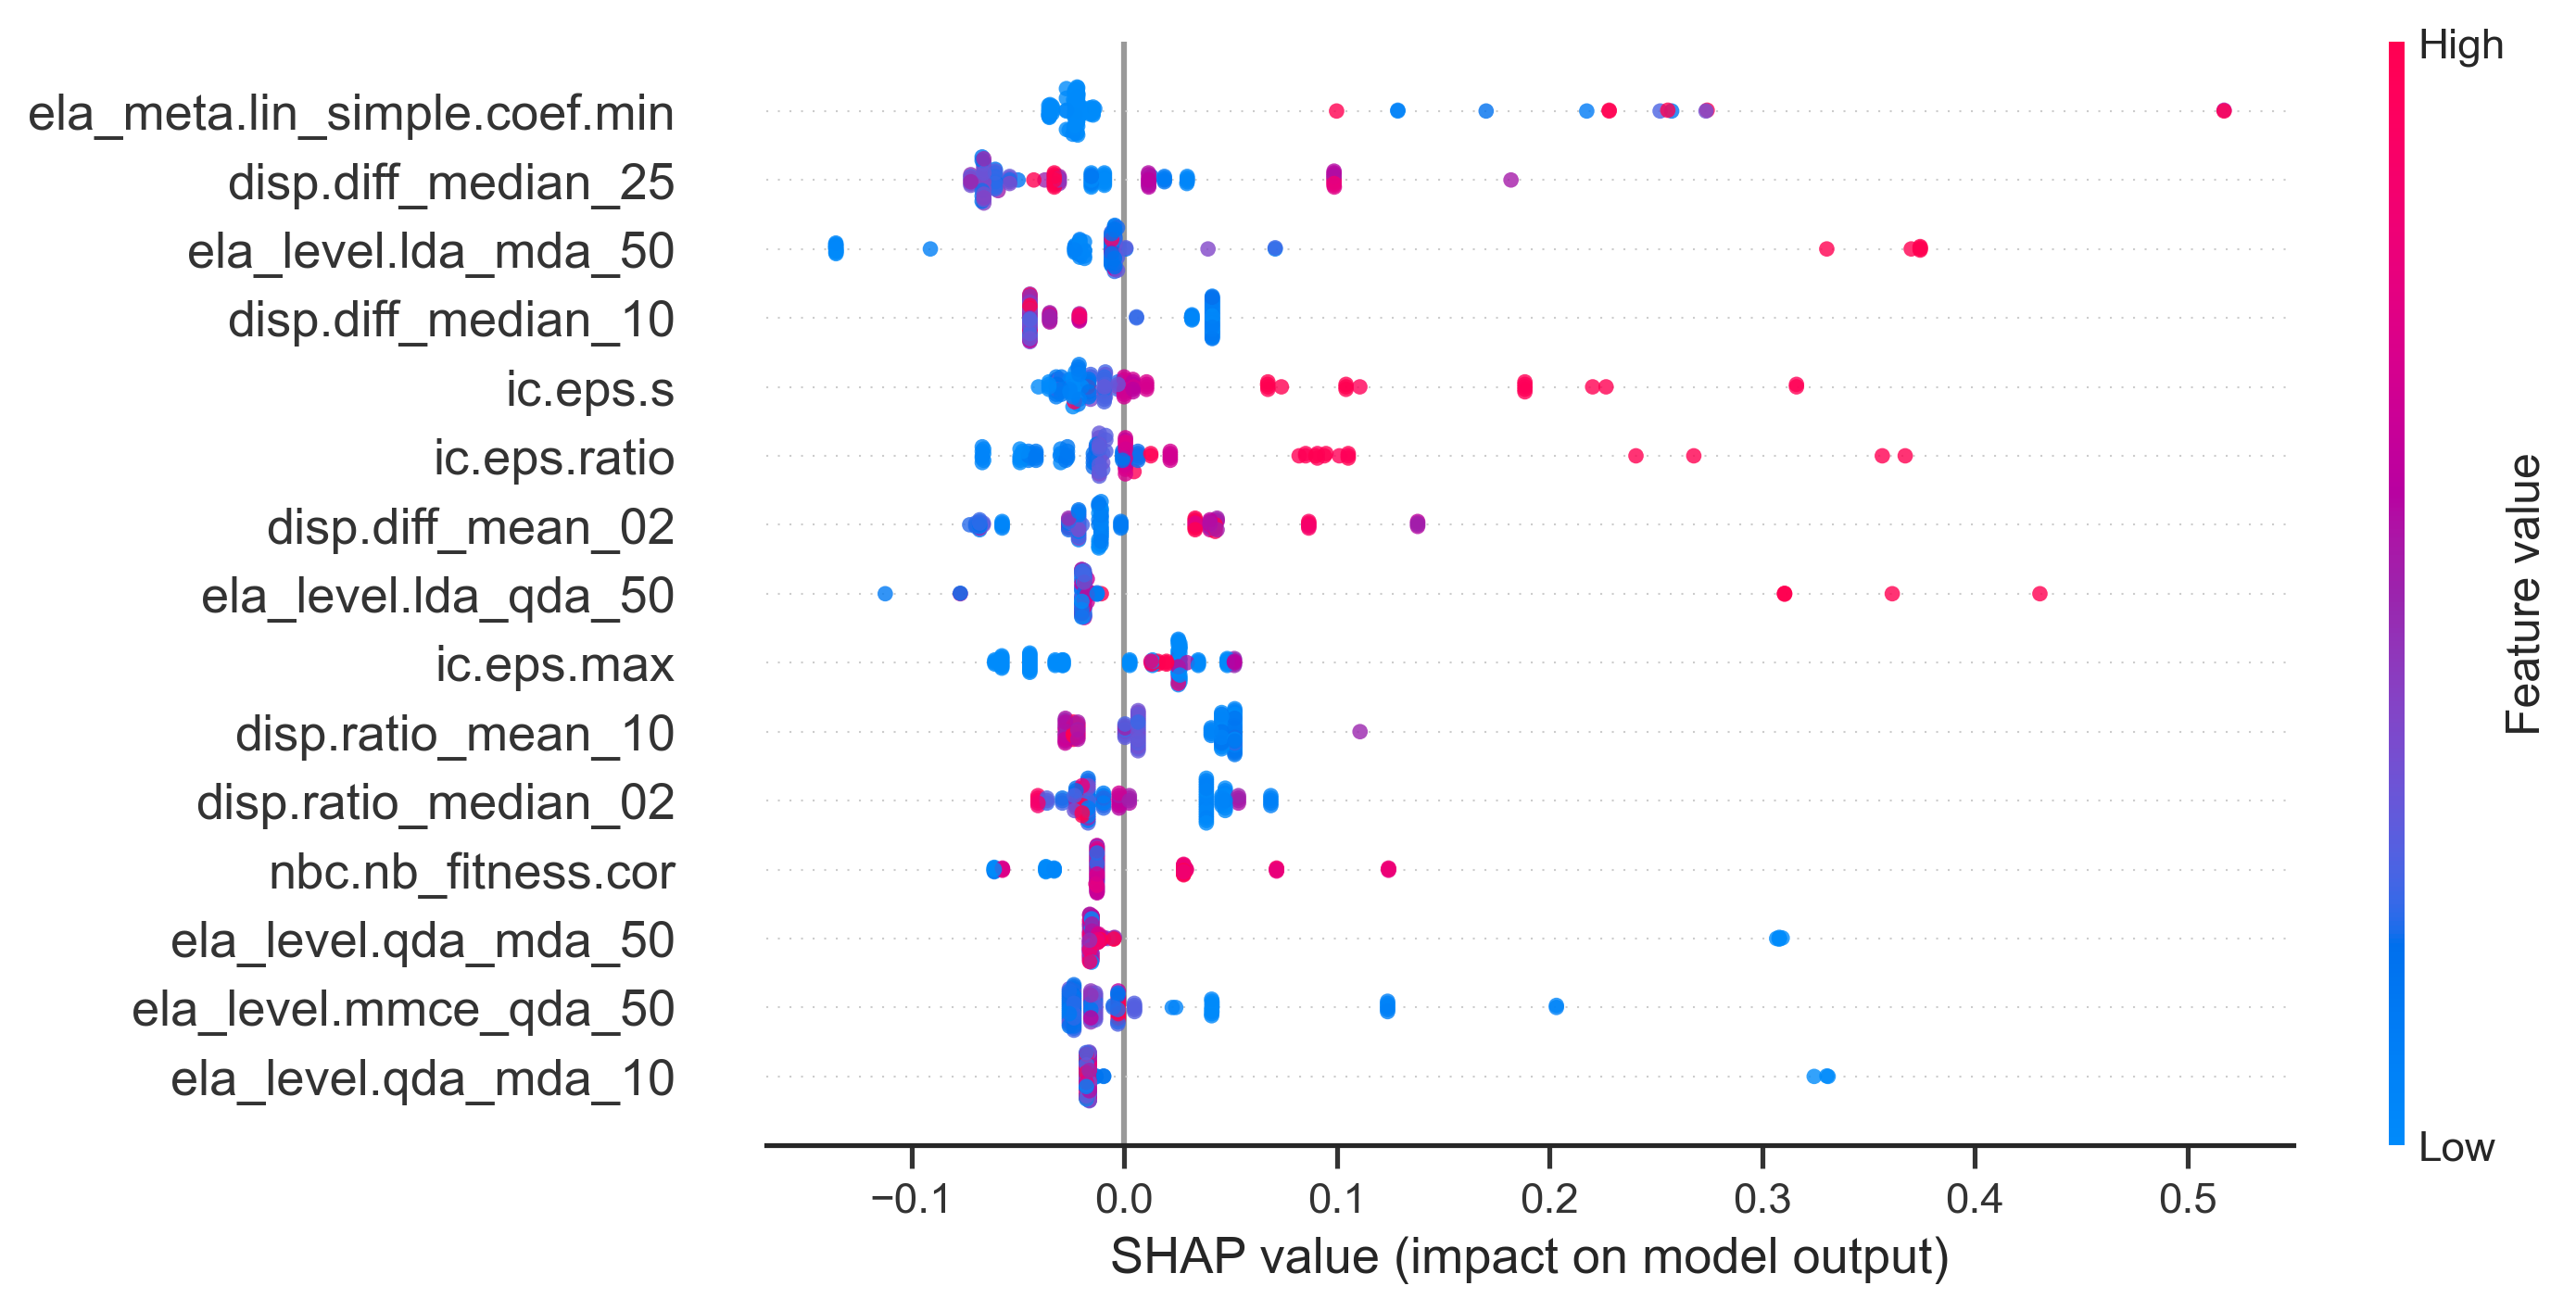 High
ela_meta.lin_simple.coef.min
disp.diff_median_25
ela_level.lda_mda_50
disp.diff_median_10
ic.eps.s
ic.eps.ratio
disp.diff_mean_02
ela_level.lda_qda_50
ic.eps.max
disp.ratio_mean_10
disp.ratio_median_02
nbc.nb_fitness.cor
ela_level.qda_mda_50
ela_level.mmce_qda_50
ela_level.qda_mda_10
Feature value
Low
−0.1 0.0 0.1 0.2 0.3 0.4 0.5
SHAP value (impact on model output)